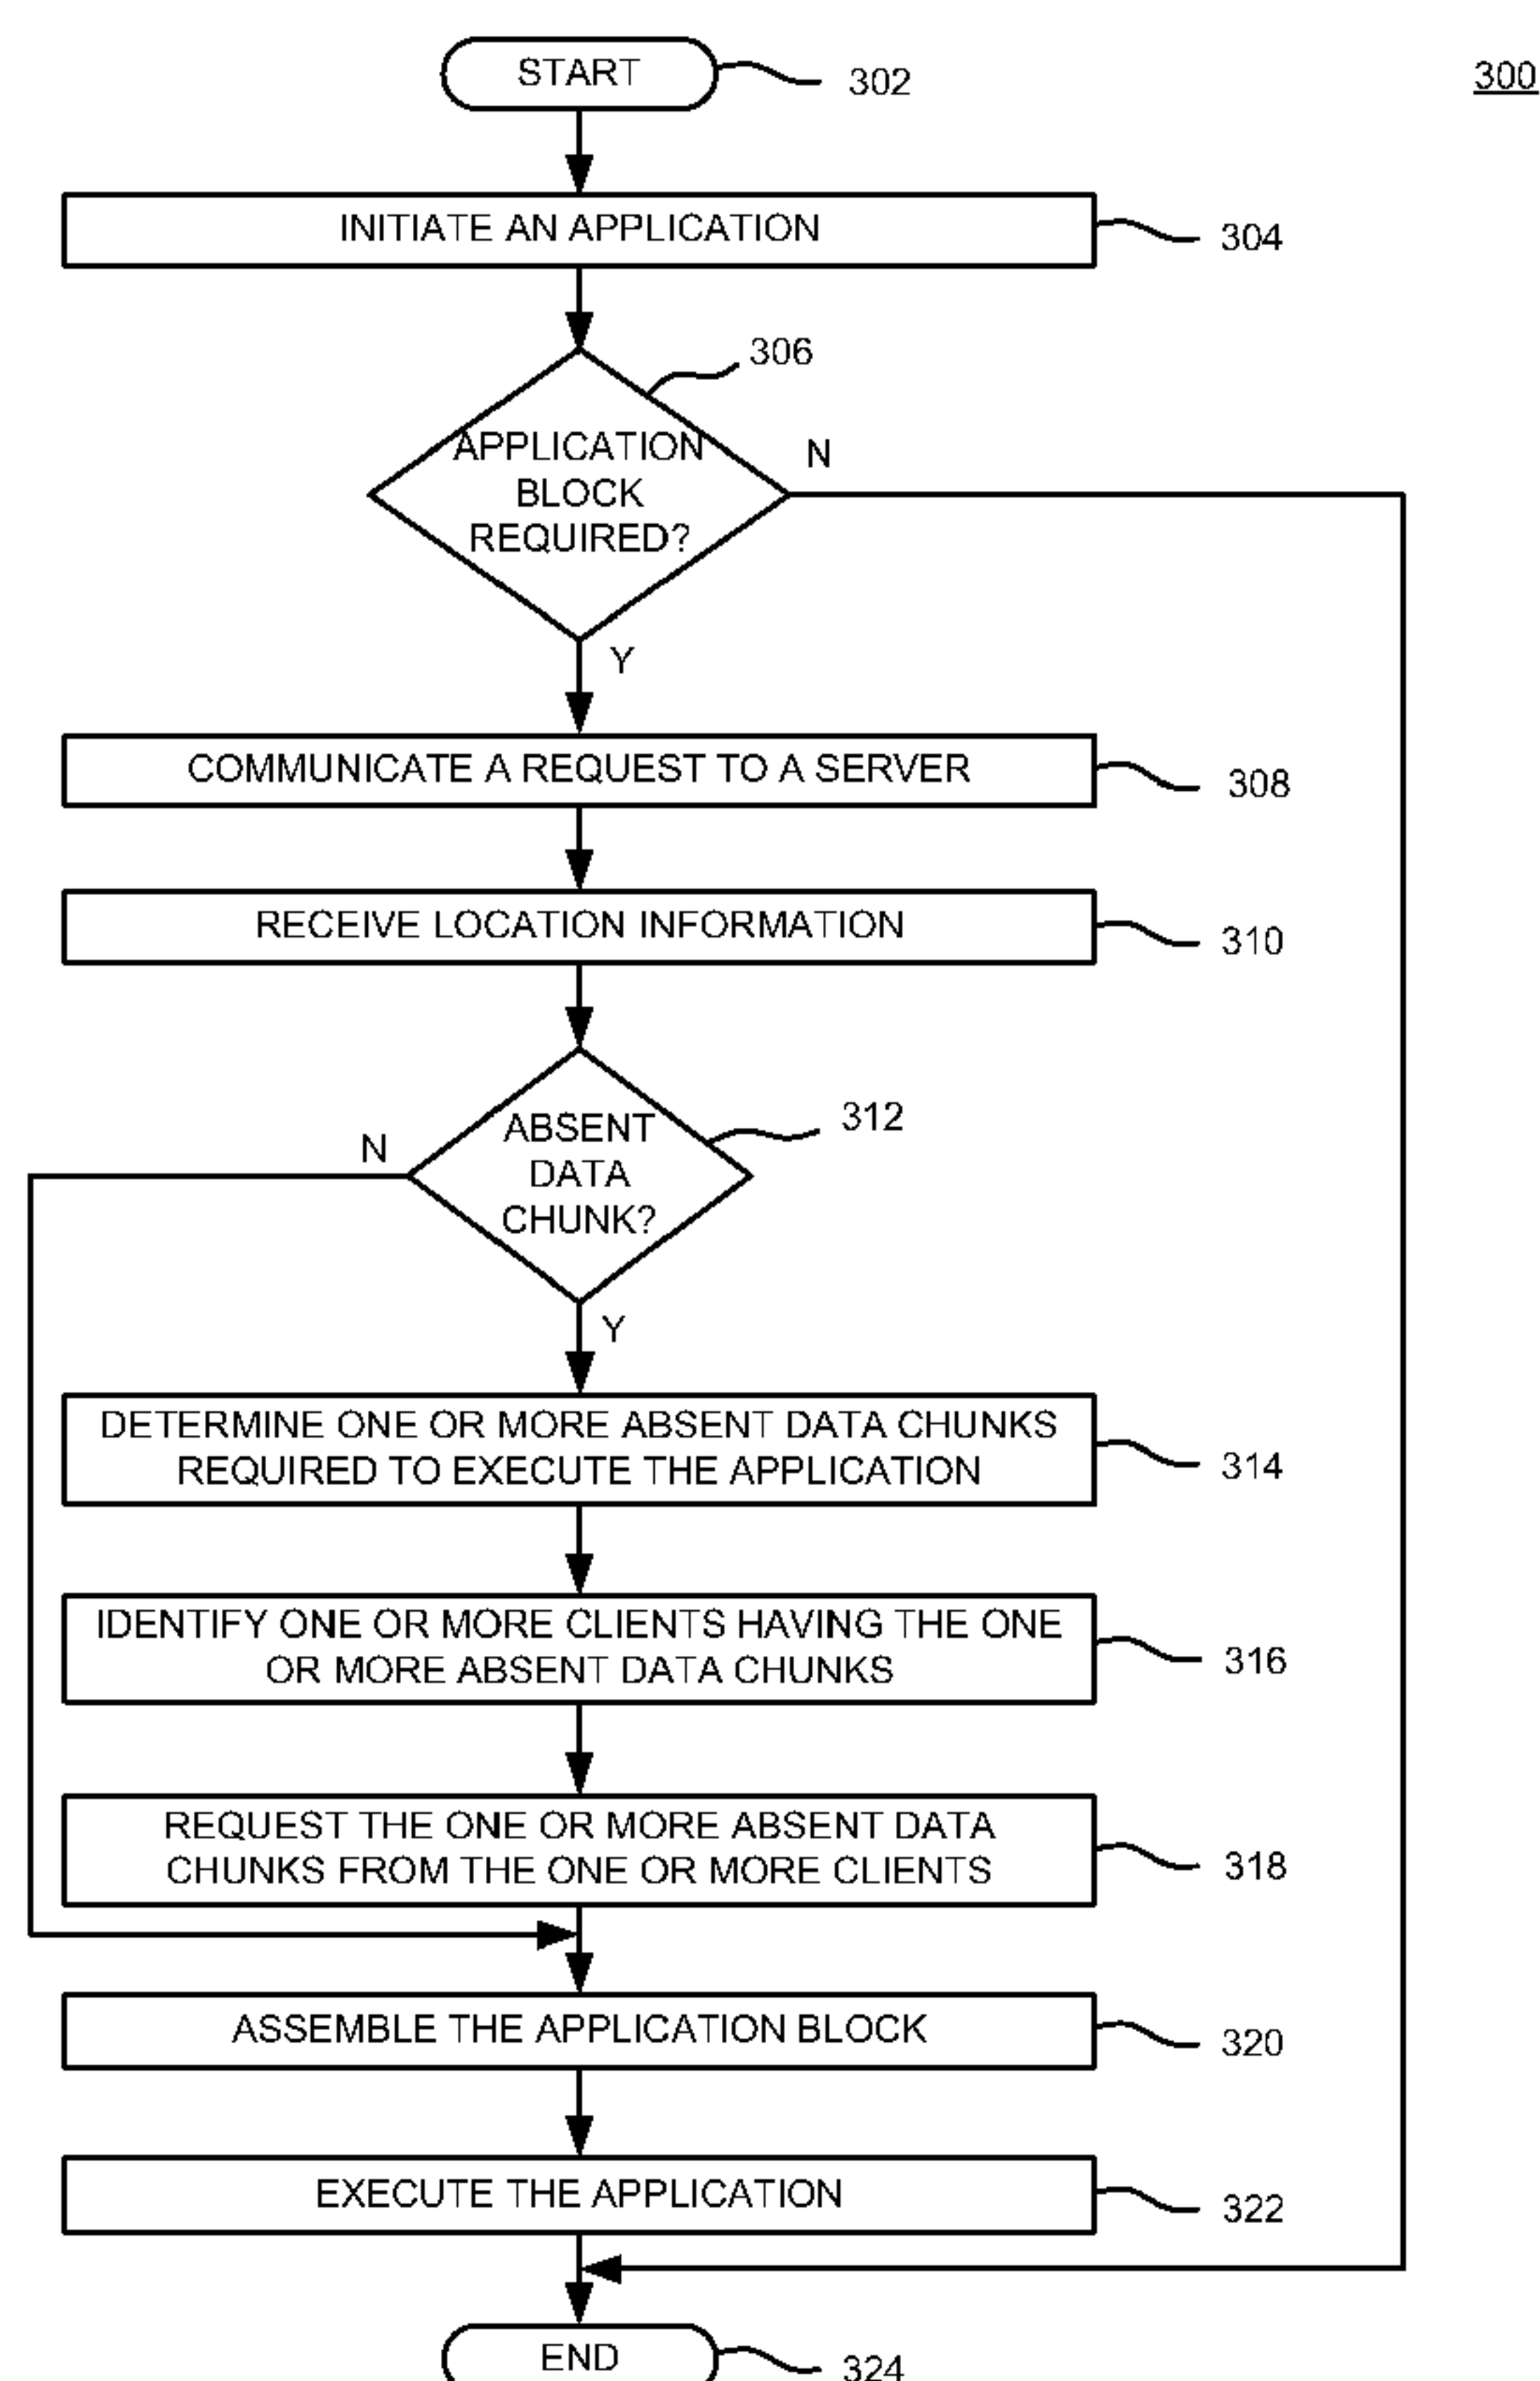 START
302
300
INITIATE AN APPLICATION
304
306
APPLICATION
BLOCK
REQUIRED?
N
Y
COMMUNICATE A REQUEST TO A SERVER
308
RECEIVE LOCATION INFORMATION
310
312
ABSENT
DATA
CHUNK?
N
Y
DETERMINE ONE OR MORE ABSENT DATA CHUNKS
REQUIRED TO EXECUTE THE APPLICATION
314
IDENTIFY ONE OR MORE CLIENTS HAVING THE ONE
OR MORE ABSENT DATA CHUNKS
316
REQUEST THE ONE OR MORE ABSENT DATA
CHUNKS FROM THE ONE OR MORE CLIENTS
318
ASSEMBLE THE APPLICATION BLOCK
320
EXECUTE THE APPLICATION
322
END
324